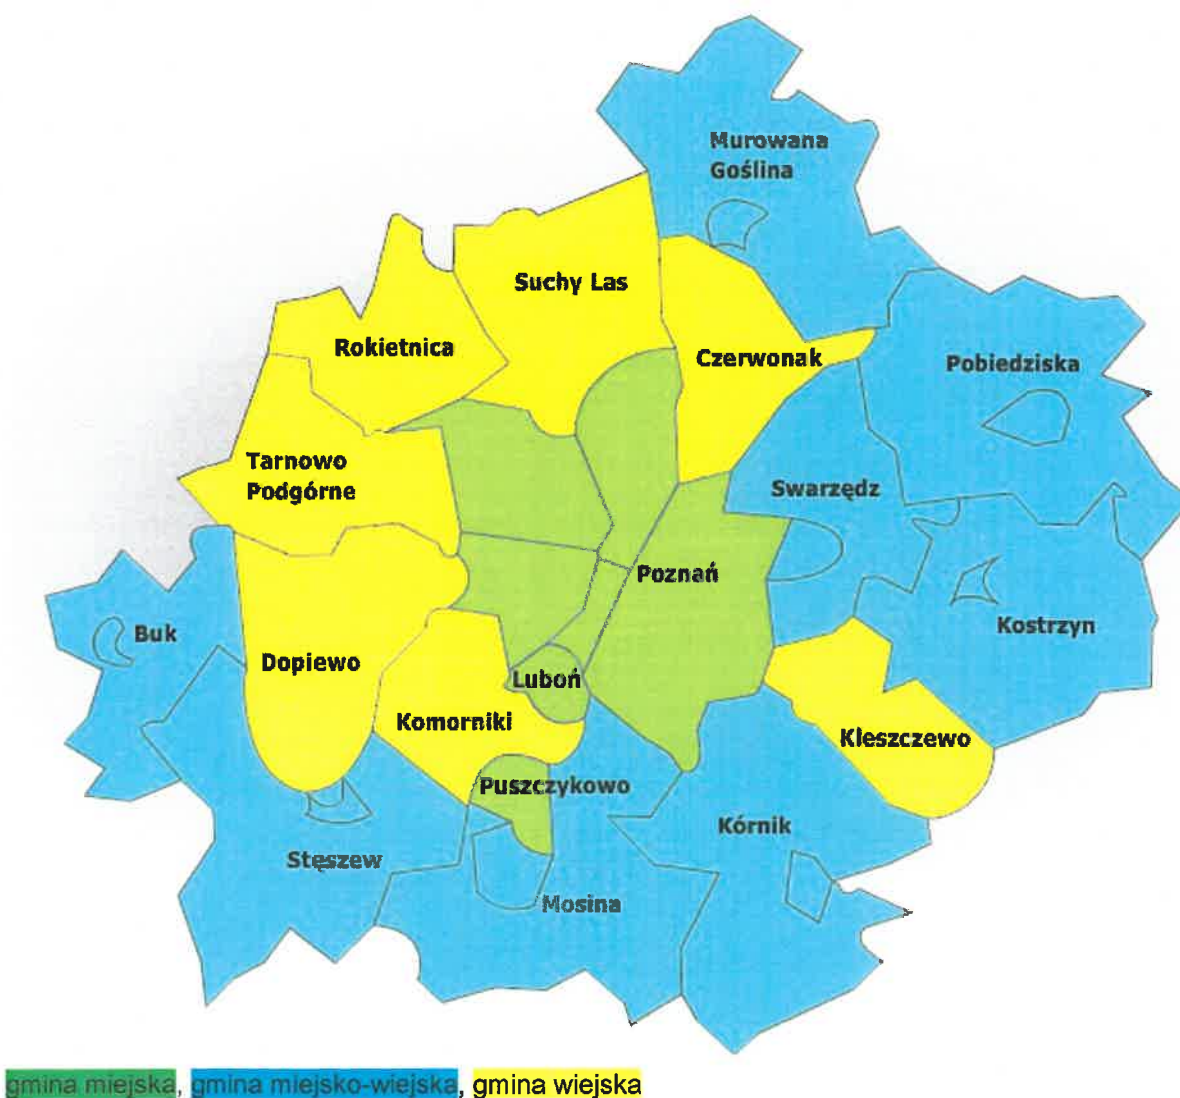 Murowana
Goślina
Suchy Las
Rokietnica
Czerwonak
Pobiedziska
Tarnowo
Podgórne
Swarzędz
Poznań
Buk
Kostrzyn
Dopiewo
Luboń
Komorniki
Kleszczewo
Puszczykowo
Kórnik
Stęszew
Mosina
gmina miejska, gmina miejsko-wiejska, gmina wiejska